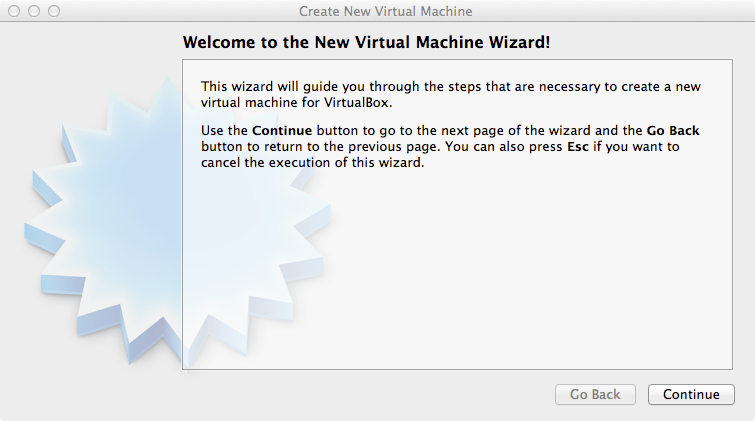 Create New Virtual Machine
Welcome to the New Virtual Machine Wizard!
This wizard will guide you through the steps that are necessary to create a new
virtual machine for VirtualBox.
Use the Continue button to go to the next page of the wizard and the Go Back
button to return to the previous page. You can also press Esc if you want to
cancel the execution of this wizard.
Go Back
Continue